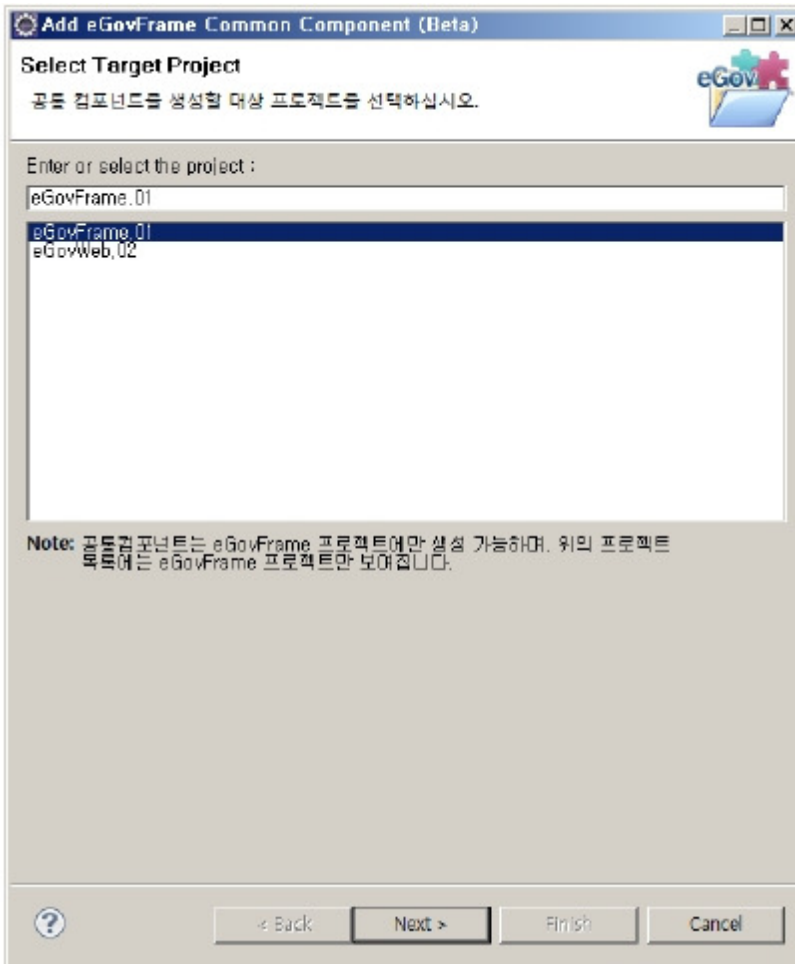 Add eGovFrame Common Component (Beta)
Select Target Project
공통 컴포넌트를 생성할 대상 프로젝트를 선택하십시오.
eGov
Enter or select the project :
eGovFrame.01
eGovFrame.01
eGovWeb.02
Note: 공통컴포넌트는 eGovFrame 프로젝트에만 생성 가능하며, 위의 프로젝트
목록에는 eGovFrame 프로젝트만 보여집니다.
?
< Back
Next >
Finish
Cancel